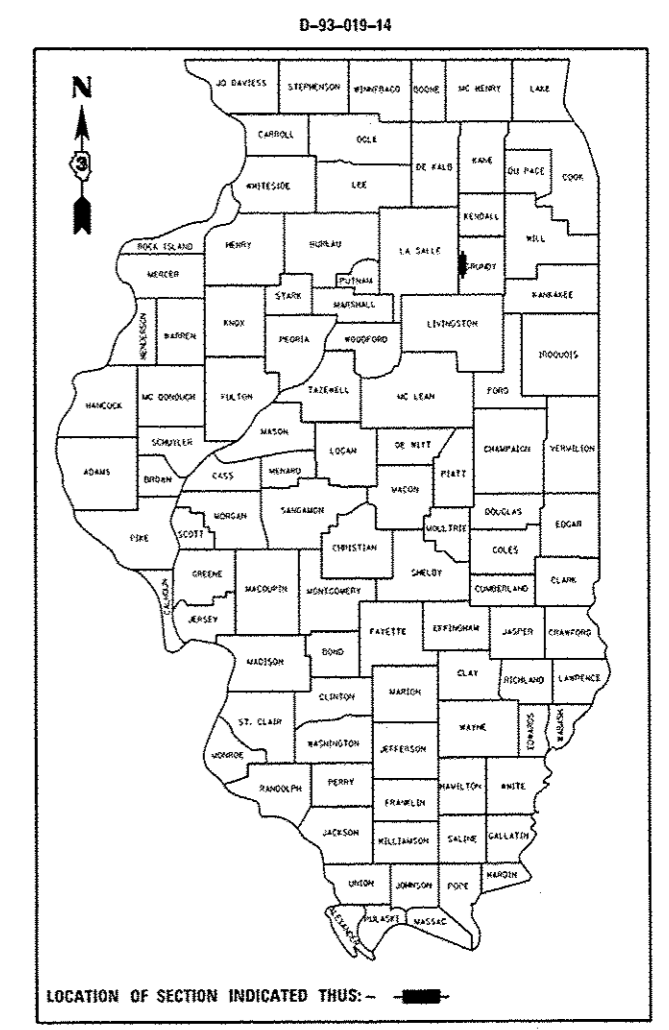 D-93-019-14
N
3
JO DAVIESS STEPHENSON WINNEBAGO BOONE MC HENRY LAKE
CARROLL OGLE DE KALB KANE DU PAGE COOK
WHITESIDE LEE
KENDALL
ROCK ISLAND HENRY BUREAU LA SALLE GRUNDY WILL
MERCER PUTNAM
STARK MARSHALL KANKAKEE
HENDERSON WARREN KNOX PEORIA WOODFORD LIVINGSTON IROQUOIS
HANCOCK MC DONOUGH FULTON TAZEWELL MC LEAN FORD
SCHUYLER MASON LOGAN DE WITT CHAMPAIGN VERMILION
ADAMS BROWN CASS MENARD MACON PIATT
PIKE SCOTT MORGAN SANGAMON CHRISTIAN MOULTRIE DOUGLAS EDGAR
COLES
CALHOUN GREENE MACOUPIN MONTGOMERY SHELBY CUMBERLAND CLARK
JERSEY FAYETTE EFFINGHAM JASPER CRAWFORD
MADISON BOND
CLINTON MARION CLAY RICHLAND LAWRENCE
ST. CLAIR WASHINGTON JEFFERSON WAYNE EDWARDS WABASH
MONROE
RANDOLPH PERRY FRANKLIN HAMILTON WHITE
JACKSON WILLIAMSON SALINE GALLATIN
UNION JOHNSON POPE HARDIN
ALEXANDER PULASKI MASSAC
LOCATION OF SECTION INDICATED THUS:-